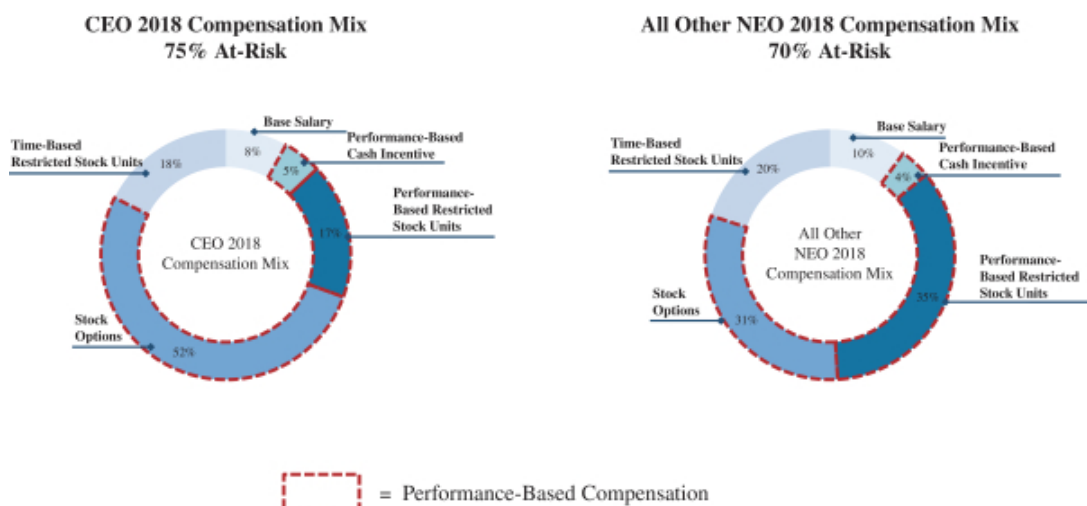 CEO 2018 Compensation Mix
75% At-Risk
Base Salary
Performance-Based
Cash Incentive
Time-Based
Restricted Stock Units
18%
8%
5%
Performance-
Based Restricted
Stock Units
17%
CEO 2018
Compensation Mix
Stock
Options
52%
All Other NEO 2018 Compensation Mix
70% At-Risk
Base Salary
Performance-Based
Cash Incentive
Time-Based
Restricted Stock Units
20%
10%
4%
All Other
NEO 2018
Compensation Mix
Performance-
Based Restricted
Stock Units
35%
Stock
Options
31%
= Performance-Based Compensation